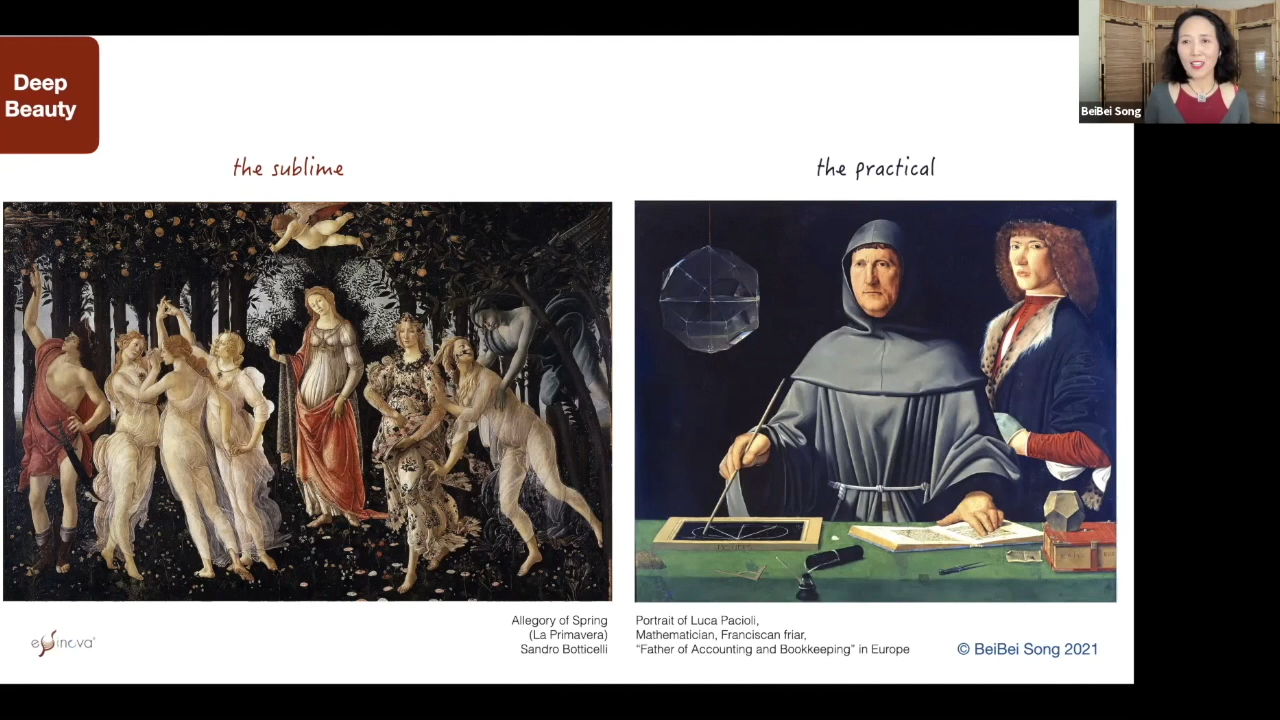 Deep
Beauty
BeiBei Song
the sublime
the practical
Allegory of Spring
(La Primavera)
Sandro Botticelli
Portrait of Luca Pacioli,
Mathematician, Franciscan friar,
“Father of Accounting and Bookkeeping” in Europe
essinova
© BeiBei Song 2021